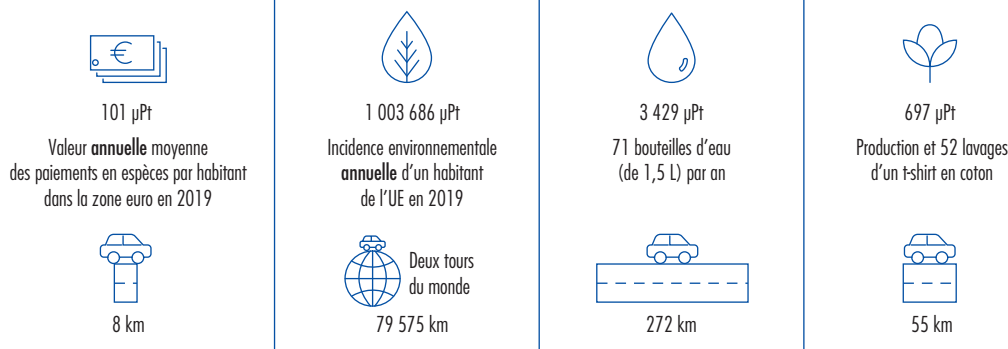 €
101 µPt
Valeur annuelle moyenne
des paiements en espèces par habitant
dans la zone euro en 2019
8 km
1 003 686 µPt
Incidence environnementale
annuelle d’un habitant
de l’UE en 2019
Deux tours
du monde
79 575 km
3 429 µPt
71 bouteilles d’eau
(de 1,5 L) par an
272 km
697 µPt
Production et 52 lavages
d’un t-shirt en coton
55 km